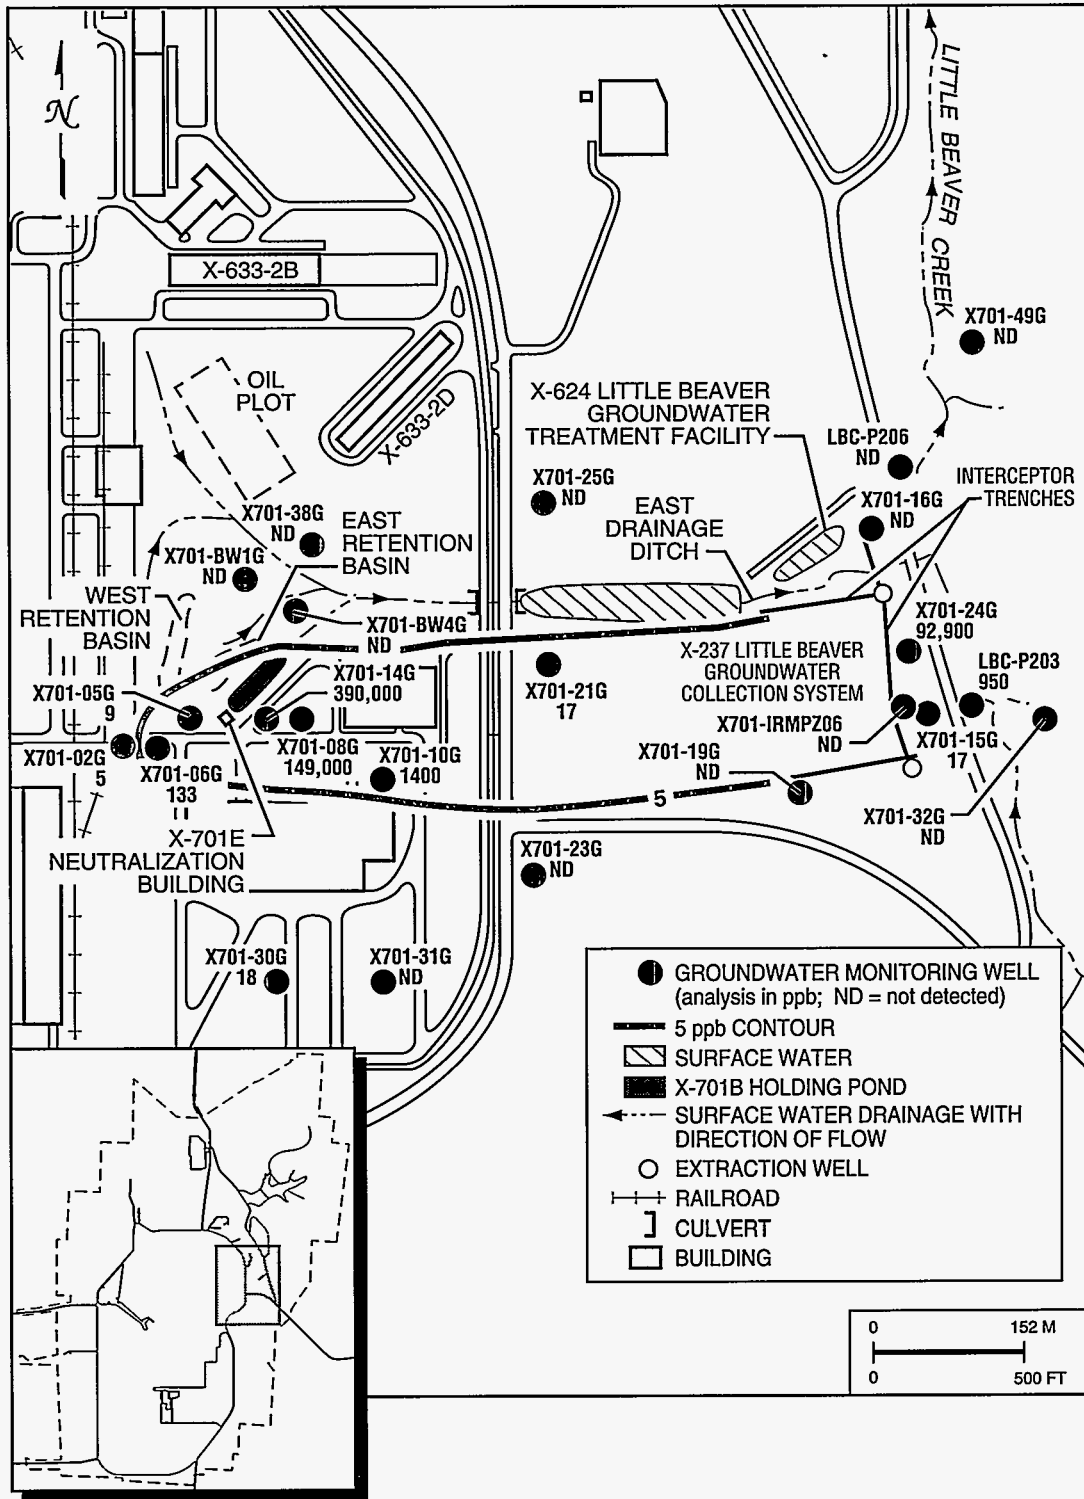 N
LITTLE BEAVER CREEK
X-633-2B
X701-49G
ND
OIL
PLOT
X-633-2D
X-624 LITTLE BEAVER
GROUNDWATER
TREATMENT FACILITY
LBC-P206
ND
INTERCEPTOR
TRENCHES
X701-25G
ND
X701-16G
ND
X701-38G
ND
EAST
RETENTION
BASIN
EAST
DRAINAGE
DITCH
X701-BW1G
ND
WEST
RETENTION
BASIN
X701-BW4G
ND
X701-24G
92,900
X-237 LITTLE BEAVER
GROUNDWATER
COLLECTION SYSTEM
LBC-P203
950
X701-14G
390,000
X701-05G
9
X701-21G
17
X701-IRMPZ06
ND
X701-02G
5
X701-06G
133
X701-08G
149,000
X701-10G
1400
X701-19G
ND
X701-15G
17
5
X701-32G
ND
X-701E
NEUTRALIZATION
BUILDING
X701-23G
ND
X701-30G
18
X701-31G
ND
GROUNDWATER MONITORING WELL
(analysis in ppb; ND = not detected)
5 ppb CONTOUR
SURFACE WATER
X-701B HOLDING POND
SURFACE WATER DRAINAGE WITH
DIRECTION OF FLOW
EXTRACTION WELL
RAILROAD
CULVERT
BUILDING
0 152 M
0 500 FT